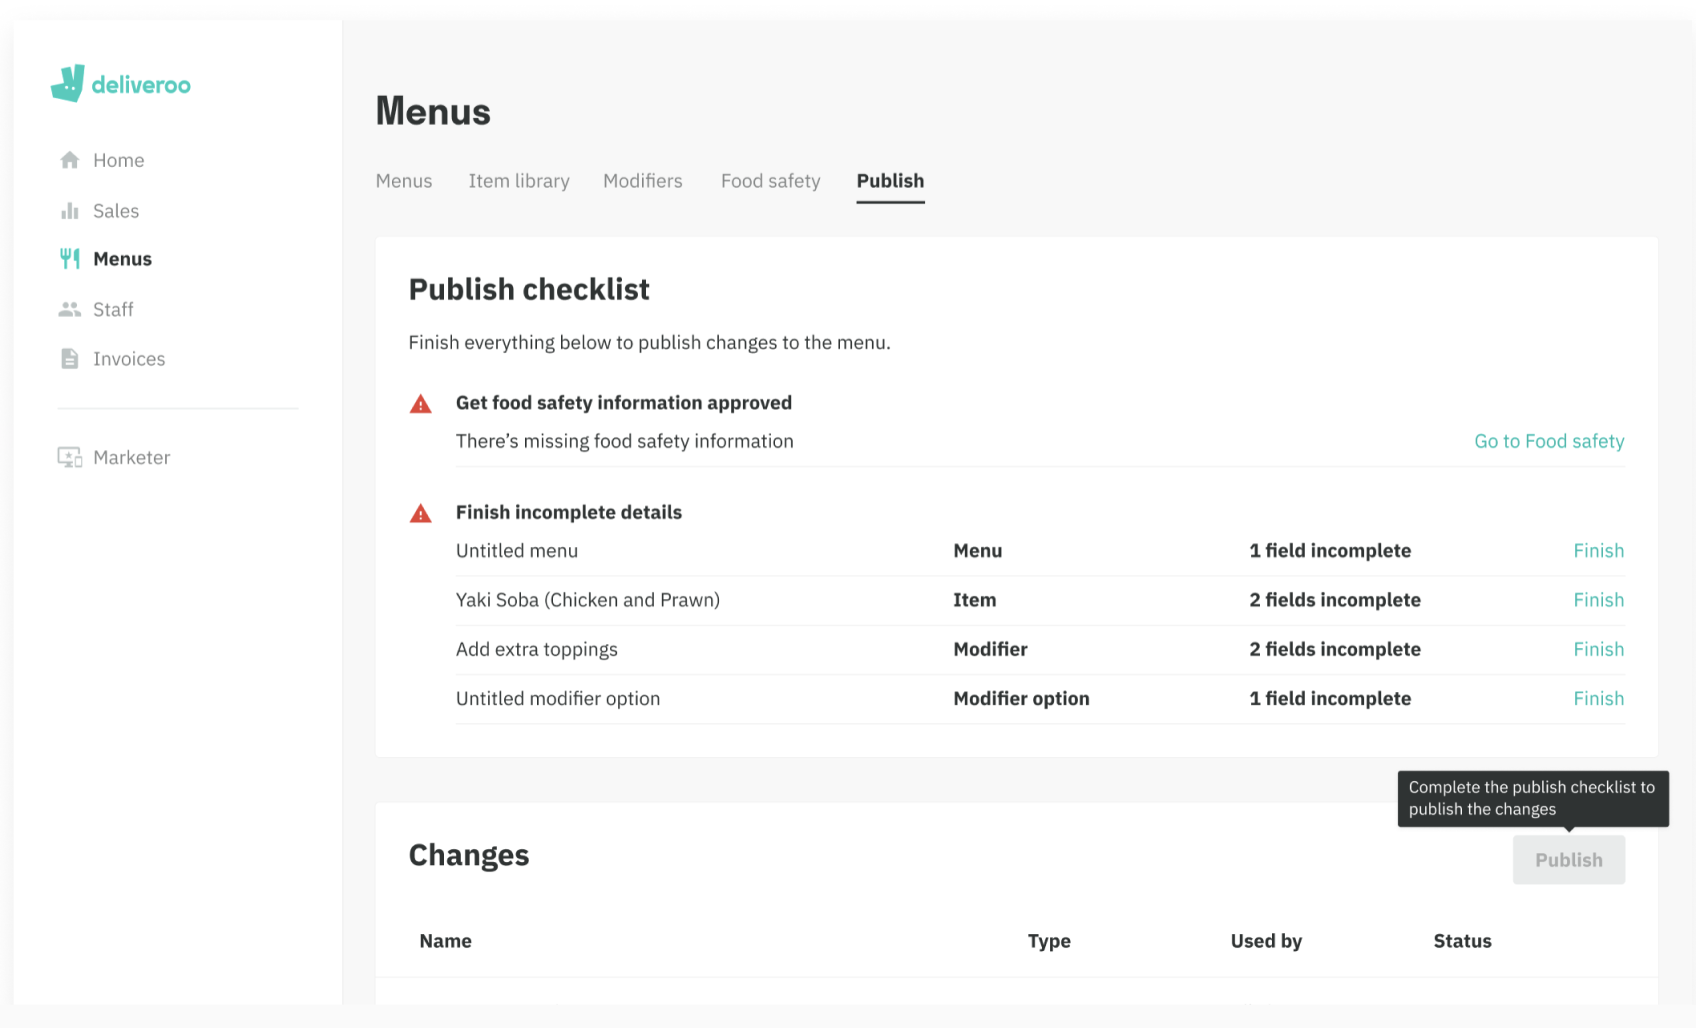 deliveroo
Home
Sales
Menus
Staff
Invoices
Marketer
Menus
Menus Item library Modifiers Food safety Publish
Publish checklist
Finish everything below to publish changes to the menu.
Get food safety information approved
There’s missing food safety information Go to Food safety
Finish incomplete details
Untitled menu Menu 1 field incomplete Finish
Yaki Soba (Chicken and Prawn) Item 2 fields incomplete Finish
Add extra toppings Modifier 2 fields incomplete Finish
Untitled modifier option Modifier option 1 field incomplete Finish
Complete the publish checklist to
publish the changes
Changes Publish
Name Type Used by Status